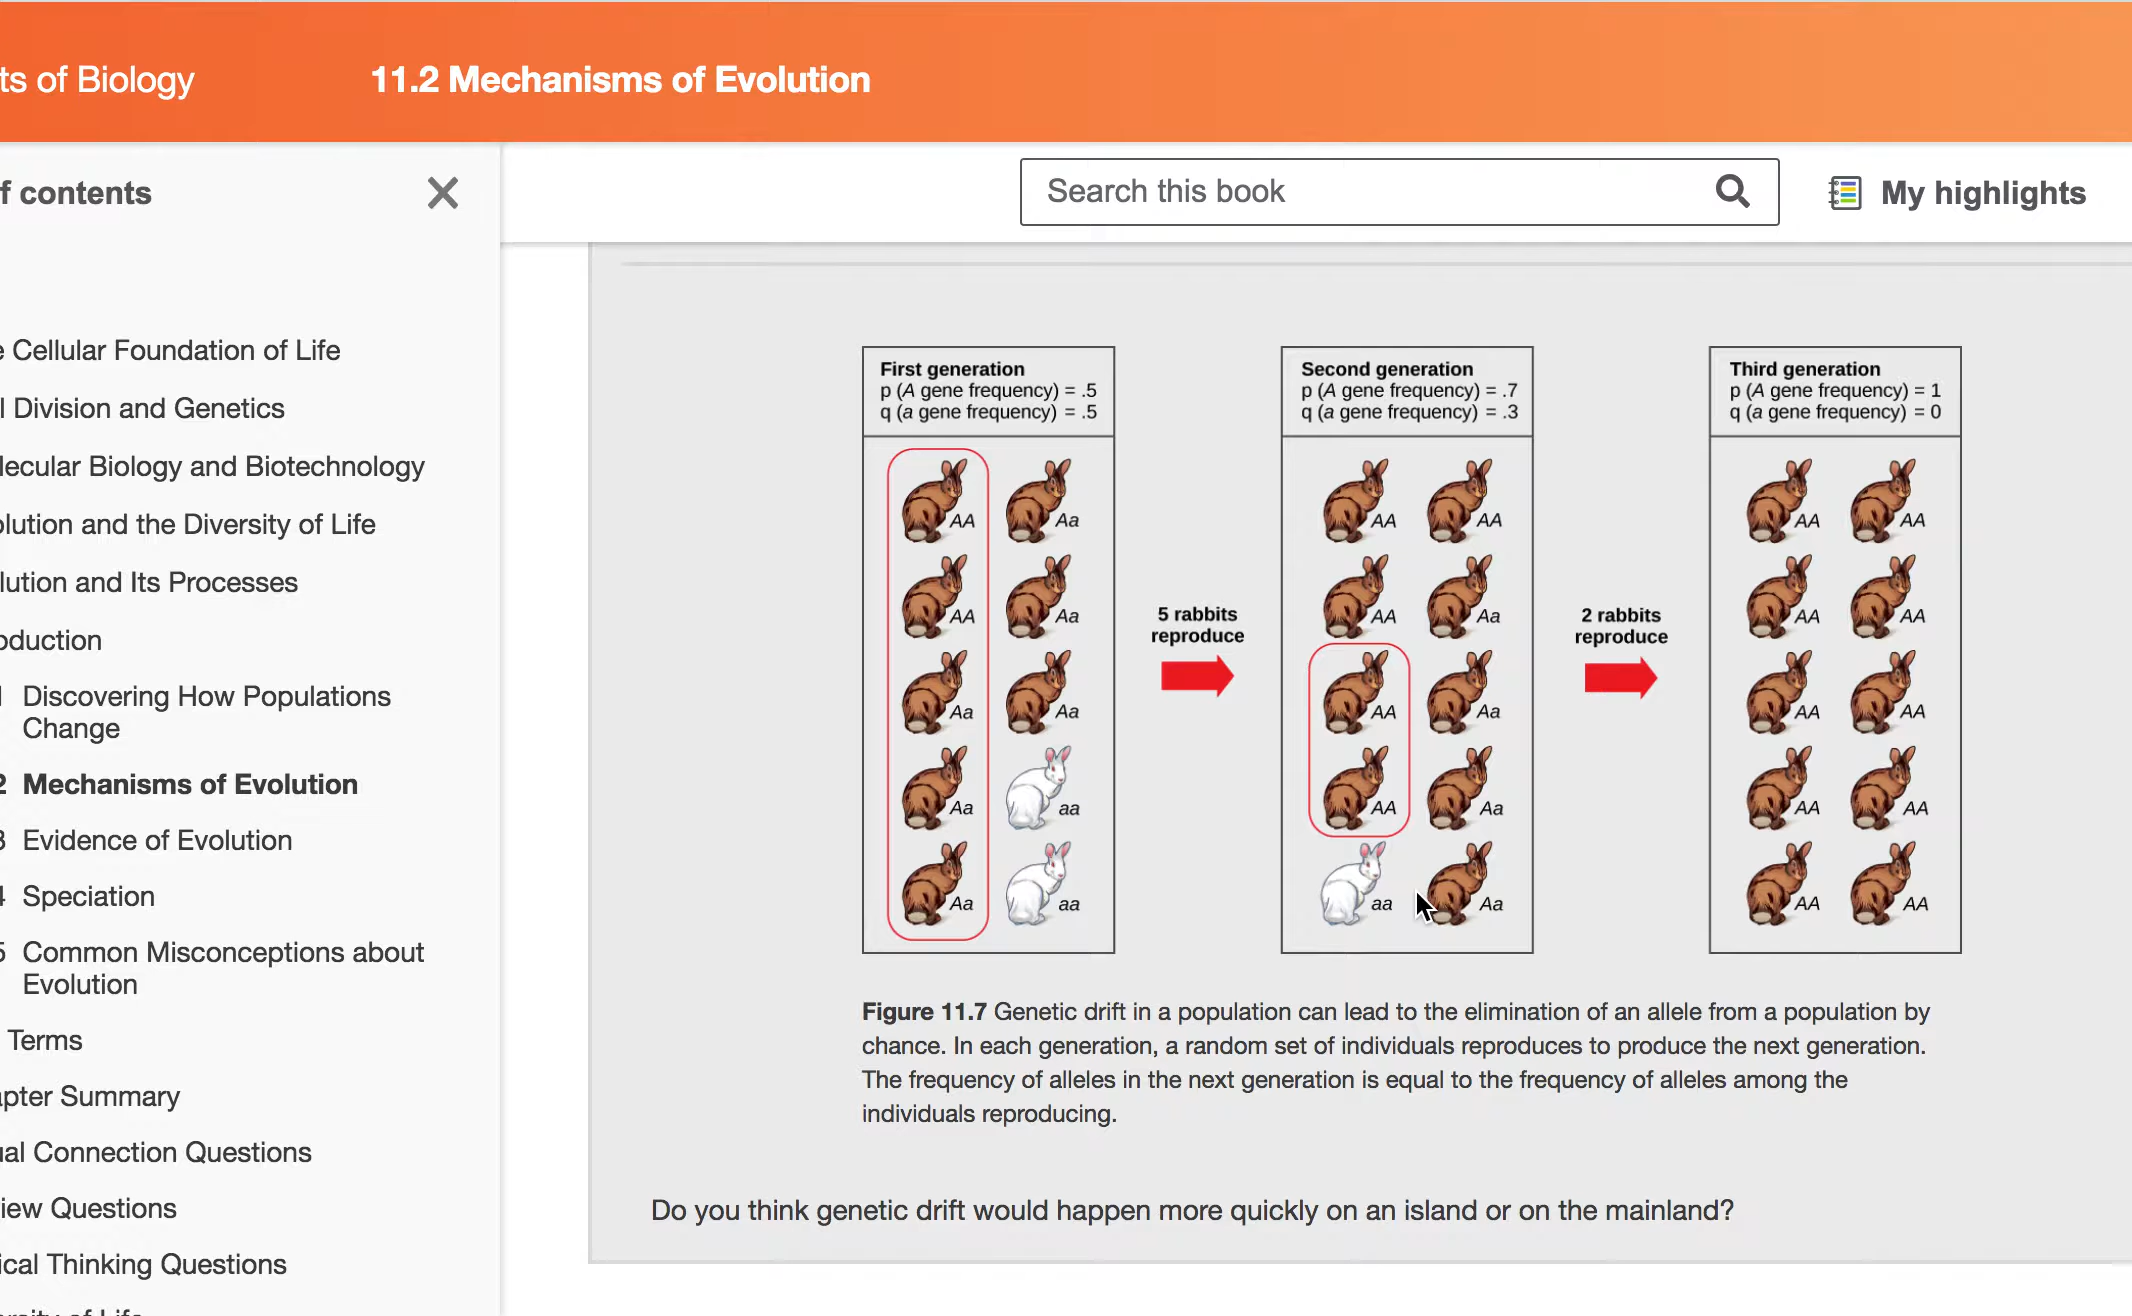 ts of Biology
11.2 Mechanisms of Evolution
f contents
Search this book
My highlights
e Cellular Foundation of Life
l Division and Genetics
lecular Biology and Biotechnology
olution and the Diversity of Life
lution and Its Processes
oduction
Discovering How Populations
Change
2 Mechanisms of Evolution
3 Evidence of Evolution
4 Speciation
5 Common Misconceptions about
Evolution
Terms
apter Summary
ual Connection Questions
iew Questions
ical Thinking Questions
First generation
p (A gene frequency) = .5
q (a gene frequency) = .5
AA Aa
AA Aa
Aa Aa
Aa aa
Aa aa
5 rabbits
reproduce
Second generation
p (A gene frequency) = .7
q (a gene frequency) = .3
AA AA
AA Aa
AA Aa
AA Aa
aa Aa
2 rabbits
reproduce
Third generation
p (A gene frequency) = 1
q (a gene frequency) = 0
AA AA
AA AA
AA AA
AA AA
AA AA
Figure 11.7 Genetic drift in a population can lead to the elimination of an allele from a population by
chance. In each generation, a random set of individuals reproduces to produce the next generation.
The frequency of alleles in the next generation is equal to the frequency of alleles among the
individuals reproducing.
Do you think genetic drift would happen more quickly on an island or on the mainland?